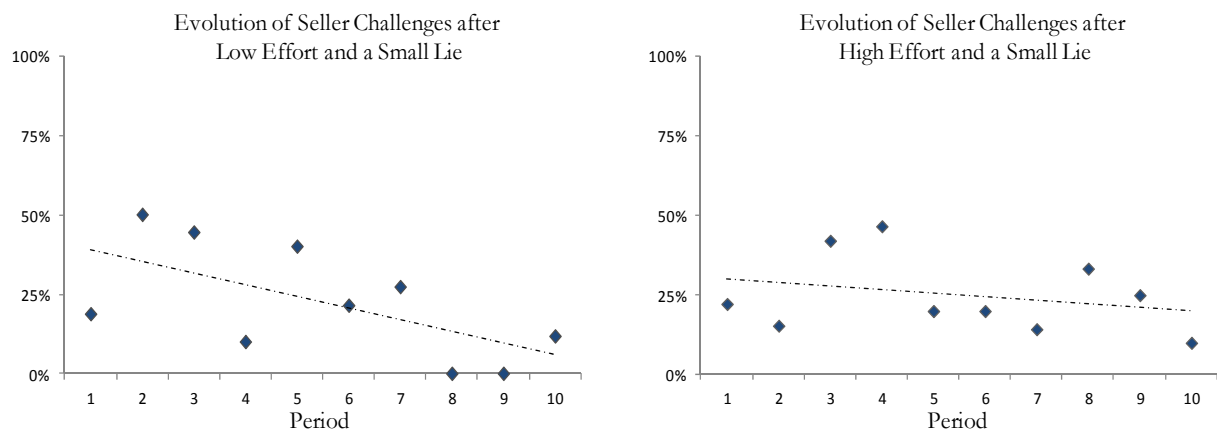 Evolution of Seller Challenges after
Low Effort and a Small Lie
100%
75%
50%
25%
0%
1 2 3 4 5 6 7 8 9 10
Period
Evolution of Seller Challenges after
High Effort and a Small Lie
100%
75%
50%
25%
0%
1 2 3 4 5 6 7 8 9 10
Period